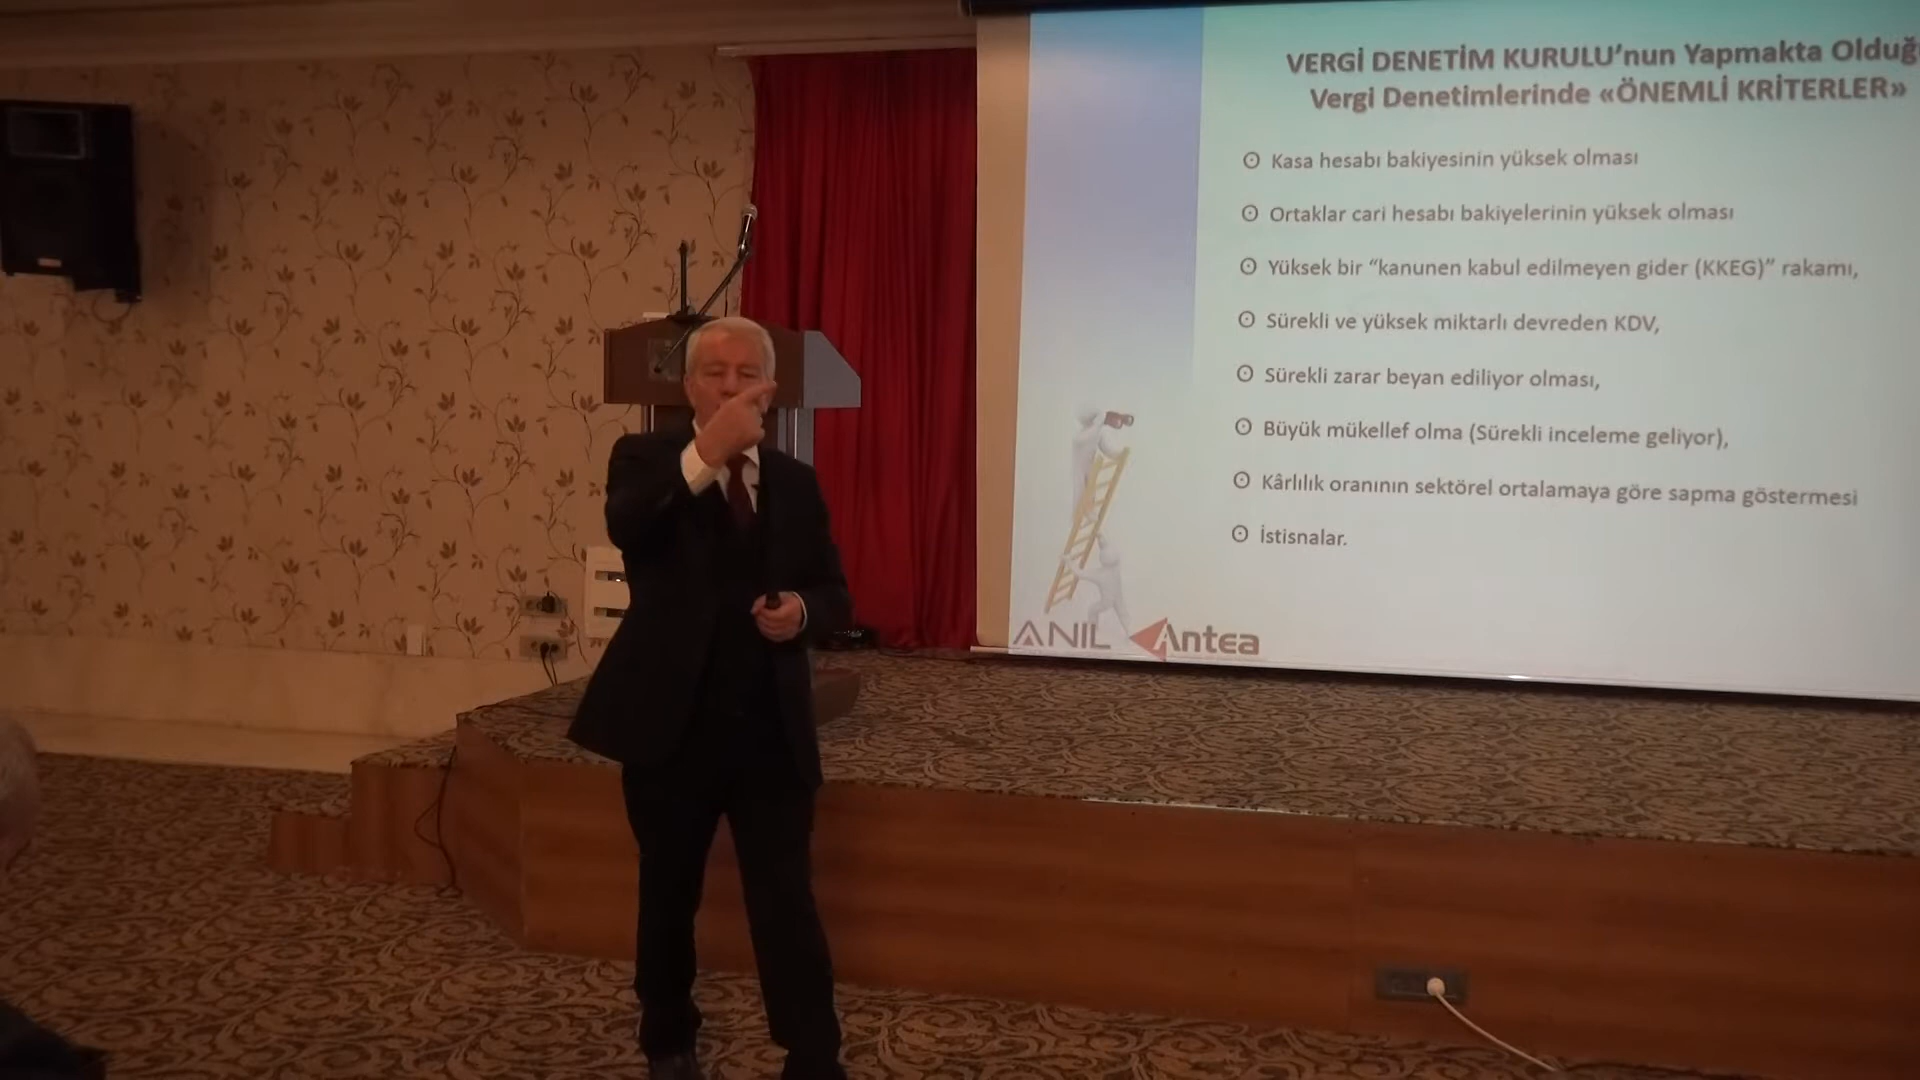 VERGİ DENETİM KURULU’nun Yapmakta Olduğ
Vergi Denetimlerinde «ÖNEMLİ KRİTERLER»
Kasa hesabı bakiyesinin yüksek olması
Ortaklar cari hesabı bakiyelerinin yüksek olması
Yüksek bir “kanunen kabul edilmeyen gider (KKEG)” rakamı,
Sürekli ve yüksek miktarlı devreden KDV,
Sürekli zarar beyan ediliyor olması,
Büyük mükellef olma (Sürekli inceleme geliyor),
Kârlılık oranının sektörel ortalamaya göre sapma göstermesi
İstisnalar.
ANIL Antea